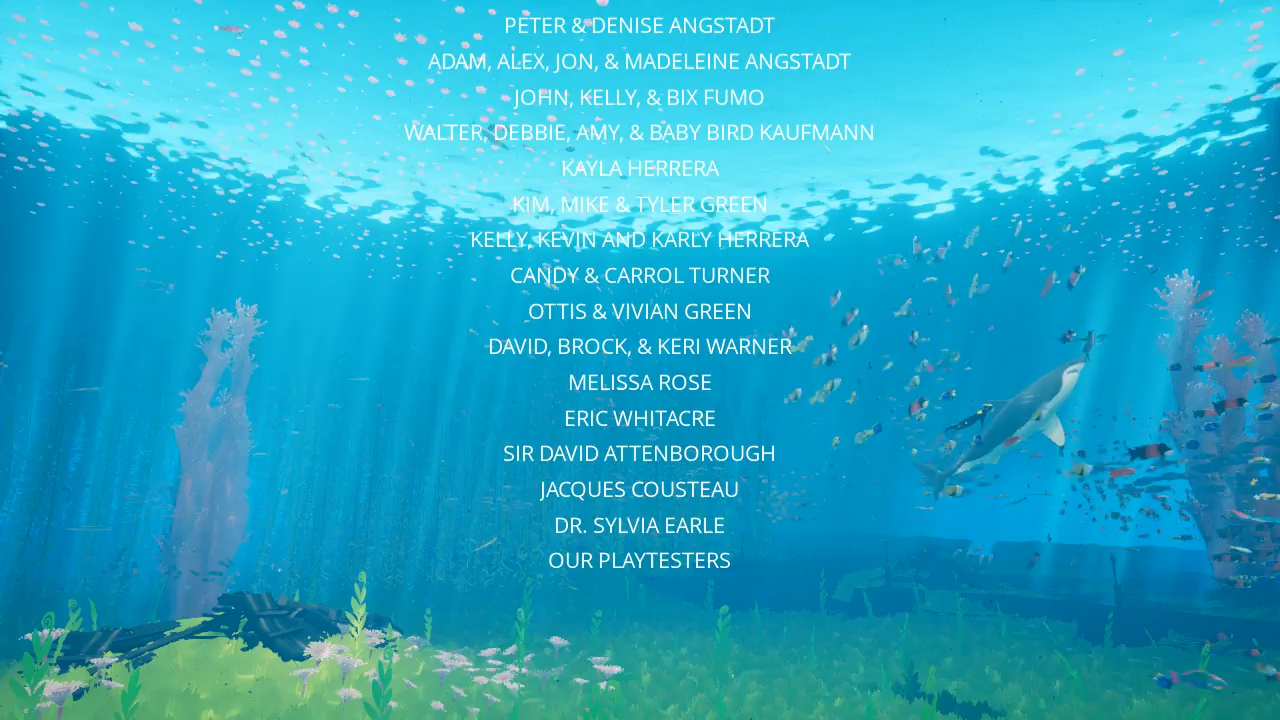 PETER & DENISE ANGSTADT
ADAM, ALEX, JON, & MADELEINE ANGSTADT
JOHN, KELLY, & BIX FUMO
WALTER, DEBBIE, AMY, & BABY BIRD KAUFMANN
KAYLA HERRERA
KIM, MIKE & TYLER GREEN
KELLY, KEVIN AND KARLY HERRERA
CANDY & CARROL TURNER
OTTIS & VIVIAN GREEN
DAVID, BROCK, & KERI WARNER
MELISSA ROSE
ERIC WHITACRE
SIR DAVID ATTENBOROUGH
JACQUES COUSTEAU
DR. SYLVIA EARLE
OUR PLAYTESTERS